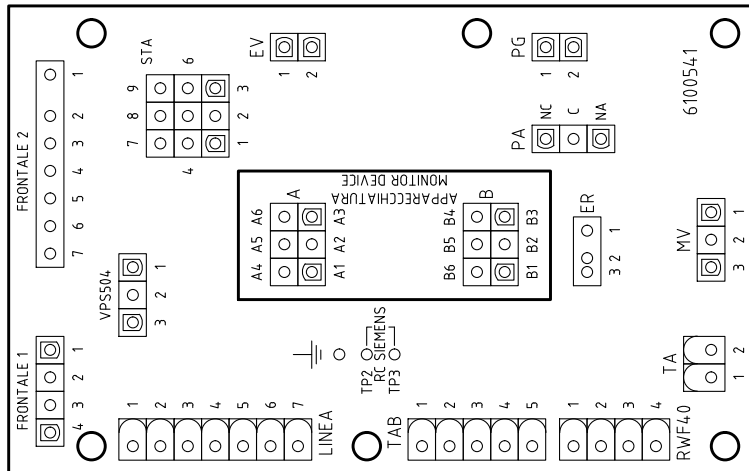 FRONTALE 2
1
2
3
4
5
6
7
STA
9 6 3
8 2
7 4 1
EV
1
2
PG
1
2
PA
NC
C
NA
6100541
APPARECCHIATURA
MONITOR DEVICE
A
A6 A3
A5 A2
A4 A1
B
B4 B3
B5 B2
B6 B1
ER
1
2
3
MV
1
2
3
VPS504
1
2
3
FRONTALE 1
1
2
3
4
TP2
TP3
RC SIEMENS
TA
1 2
LINEA
1
2
3
4
5
6
7
TAB
1
2
3
4
5
RWF40
1
2
3
4